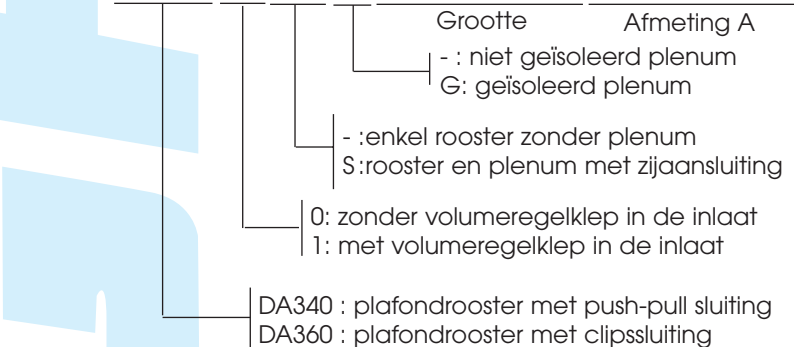 Grootte Afmeting A
- : niet geïsoleerd plenum
G: geïsoleerd plenum
- :enkel rooster zonder plenum
S:rooster en plenum met zijaansluiting
0: zonder volumeregelklep in de inlaat
1: met volumeregelklep in de inlaat
DA340 : plafondrooster met push-pull sluiting
DA360 : plafondrooster met clipssluiting